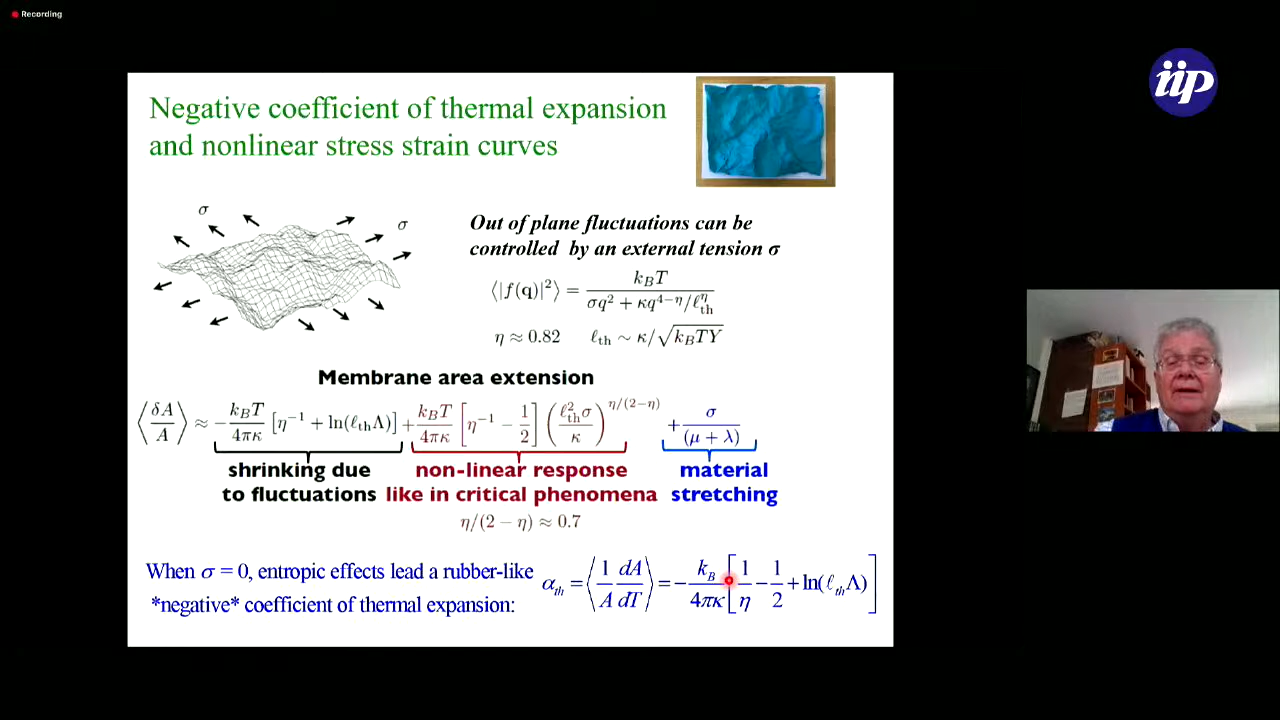 Recording
iip
Negative coefficient of thermal expansion
and nonlinear stress strain curves
σ
σ
Out of plane fluctuations can be
controlled by an external tension σ
⟨|f(q)|²⟩ = k_BT / (σq² + κq^{4−η}/ℓ_th^η)
η ≈ 0.82 ℓ_th ∼ κ/√(k_BTY)
Membrane area extension
⟨δA/A⟩ ≈ −k_BT/4πκ [η⁻¹ + ln(ℓ_thΛ)] + k_BT/4πκ [η⁻¹ − 1/2] (ℓ_th²σ/κ)^{η/(2−η)} + σ/(μ + λ)
shrinking due
to fluctuations
non-linear response
like in critical phenomena
material
stretching
η/(2 − η) ≈ 0.7
When σ = 0, entropic effects lead a rubber-like
*negative* coefficient of thermal expansion:
α_th = ⟨1/A dA/dT⟩ = −k_B/4πκ [1/η − 1/2 + ln(ℓ_thΛ)]